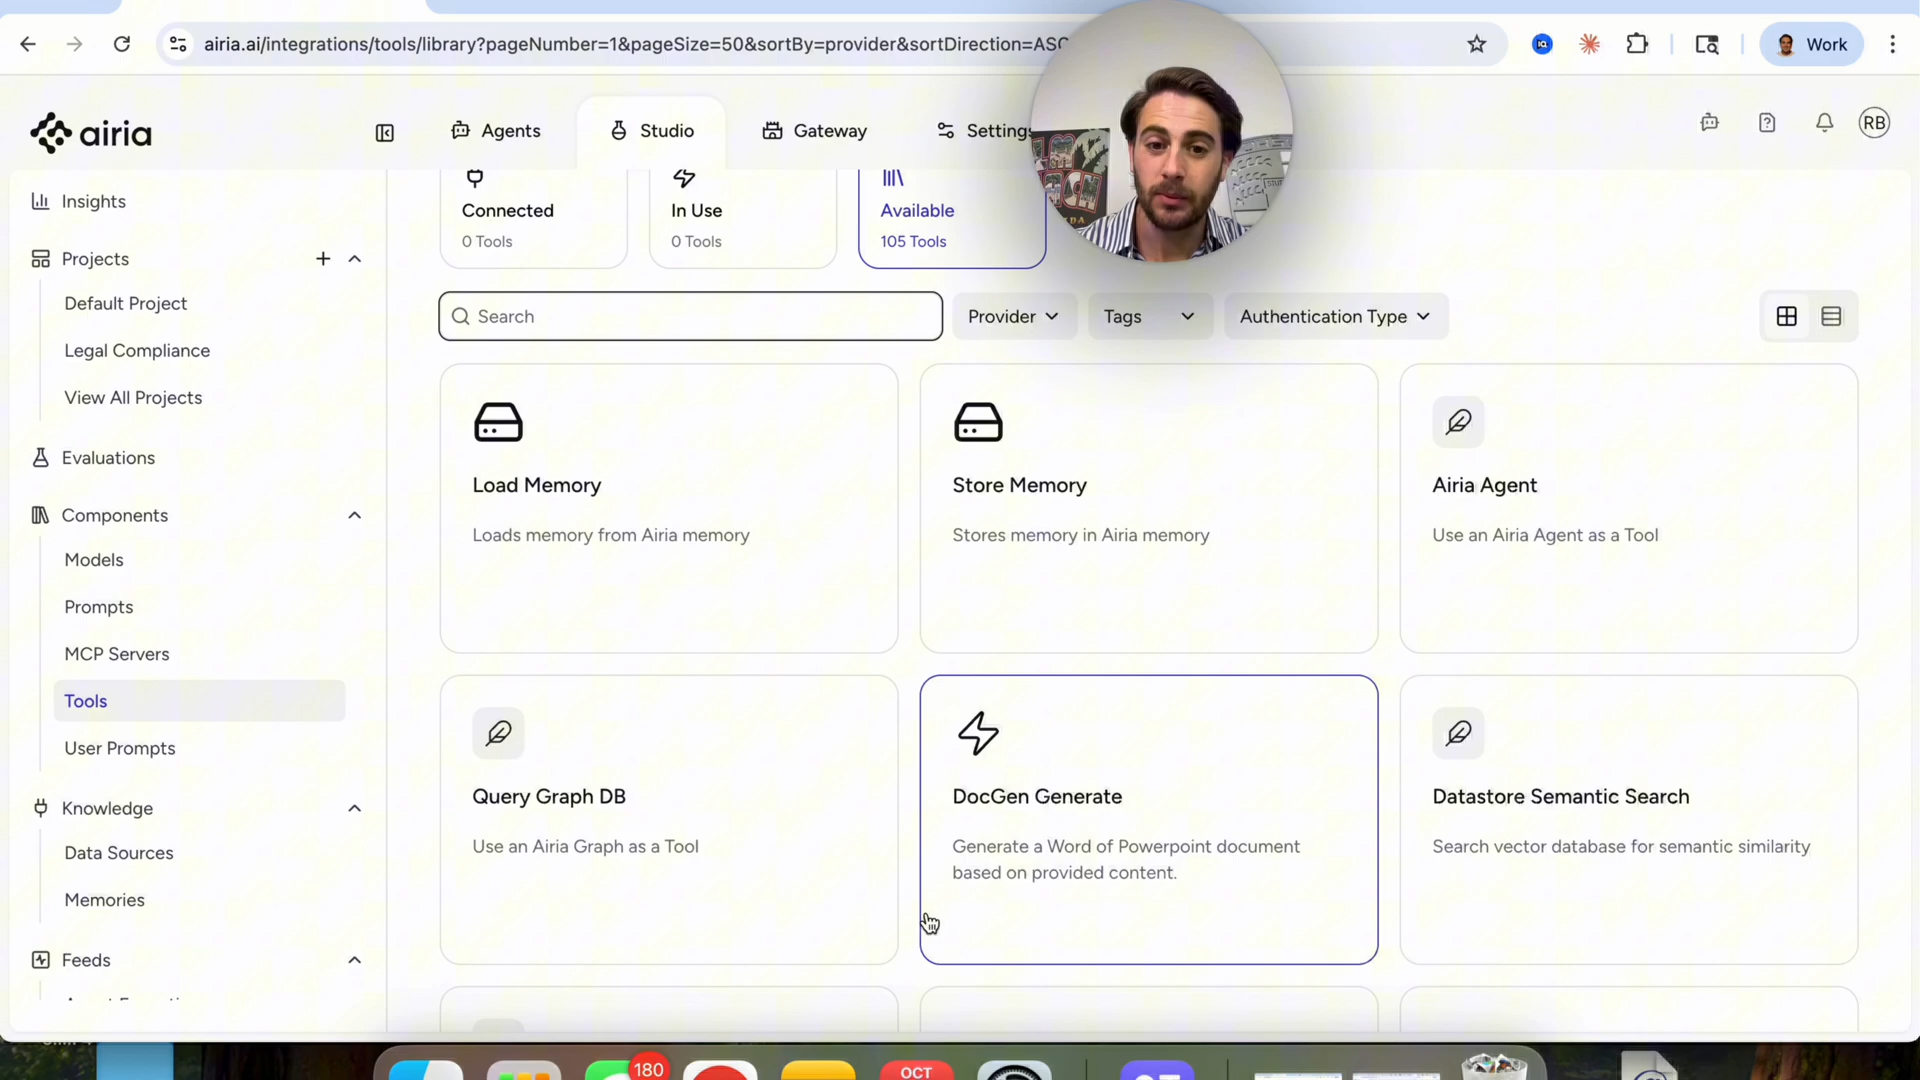 airia.ai/integrations/tools/library?pageNumber=1&pageSize=50&sortBy=provider&sortDirection=ASC
Work
airia
Agents
Studio
Gateway
Settings
RB
Insights
Projects
Default Project
Legal Compliance
View All Projects
Evaluations
Components
Models
Prompts
MCP Servers
Tools
User Prompts
Knowledge
Data Sources
Memories
Feeds
Connected
0 Tools
In Use
0 Tools
Available
105 Tools
Search
Provider
Tags
Authentication Type
Load Memory
Loads memory from Airia memory
Store Memory
Stores memory in Airia memory
Airia Agent
Use an Airia Agent as a Tool
Query Graph DB
Use an Airia Graph as a Tool
DocGen Generate
Generate a Word of Powerpoint document
based on provided content.
Datastore Semantic Search
Search vector database for semantic similarity
180
OCT